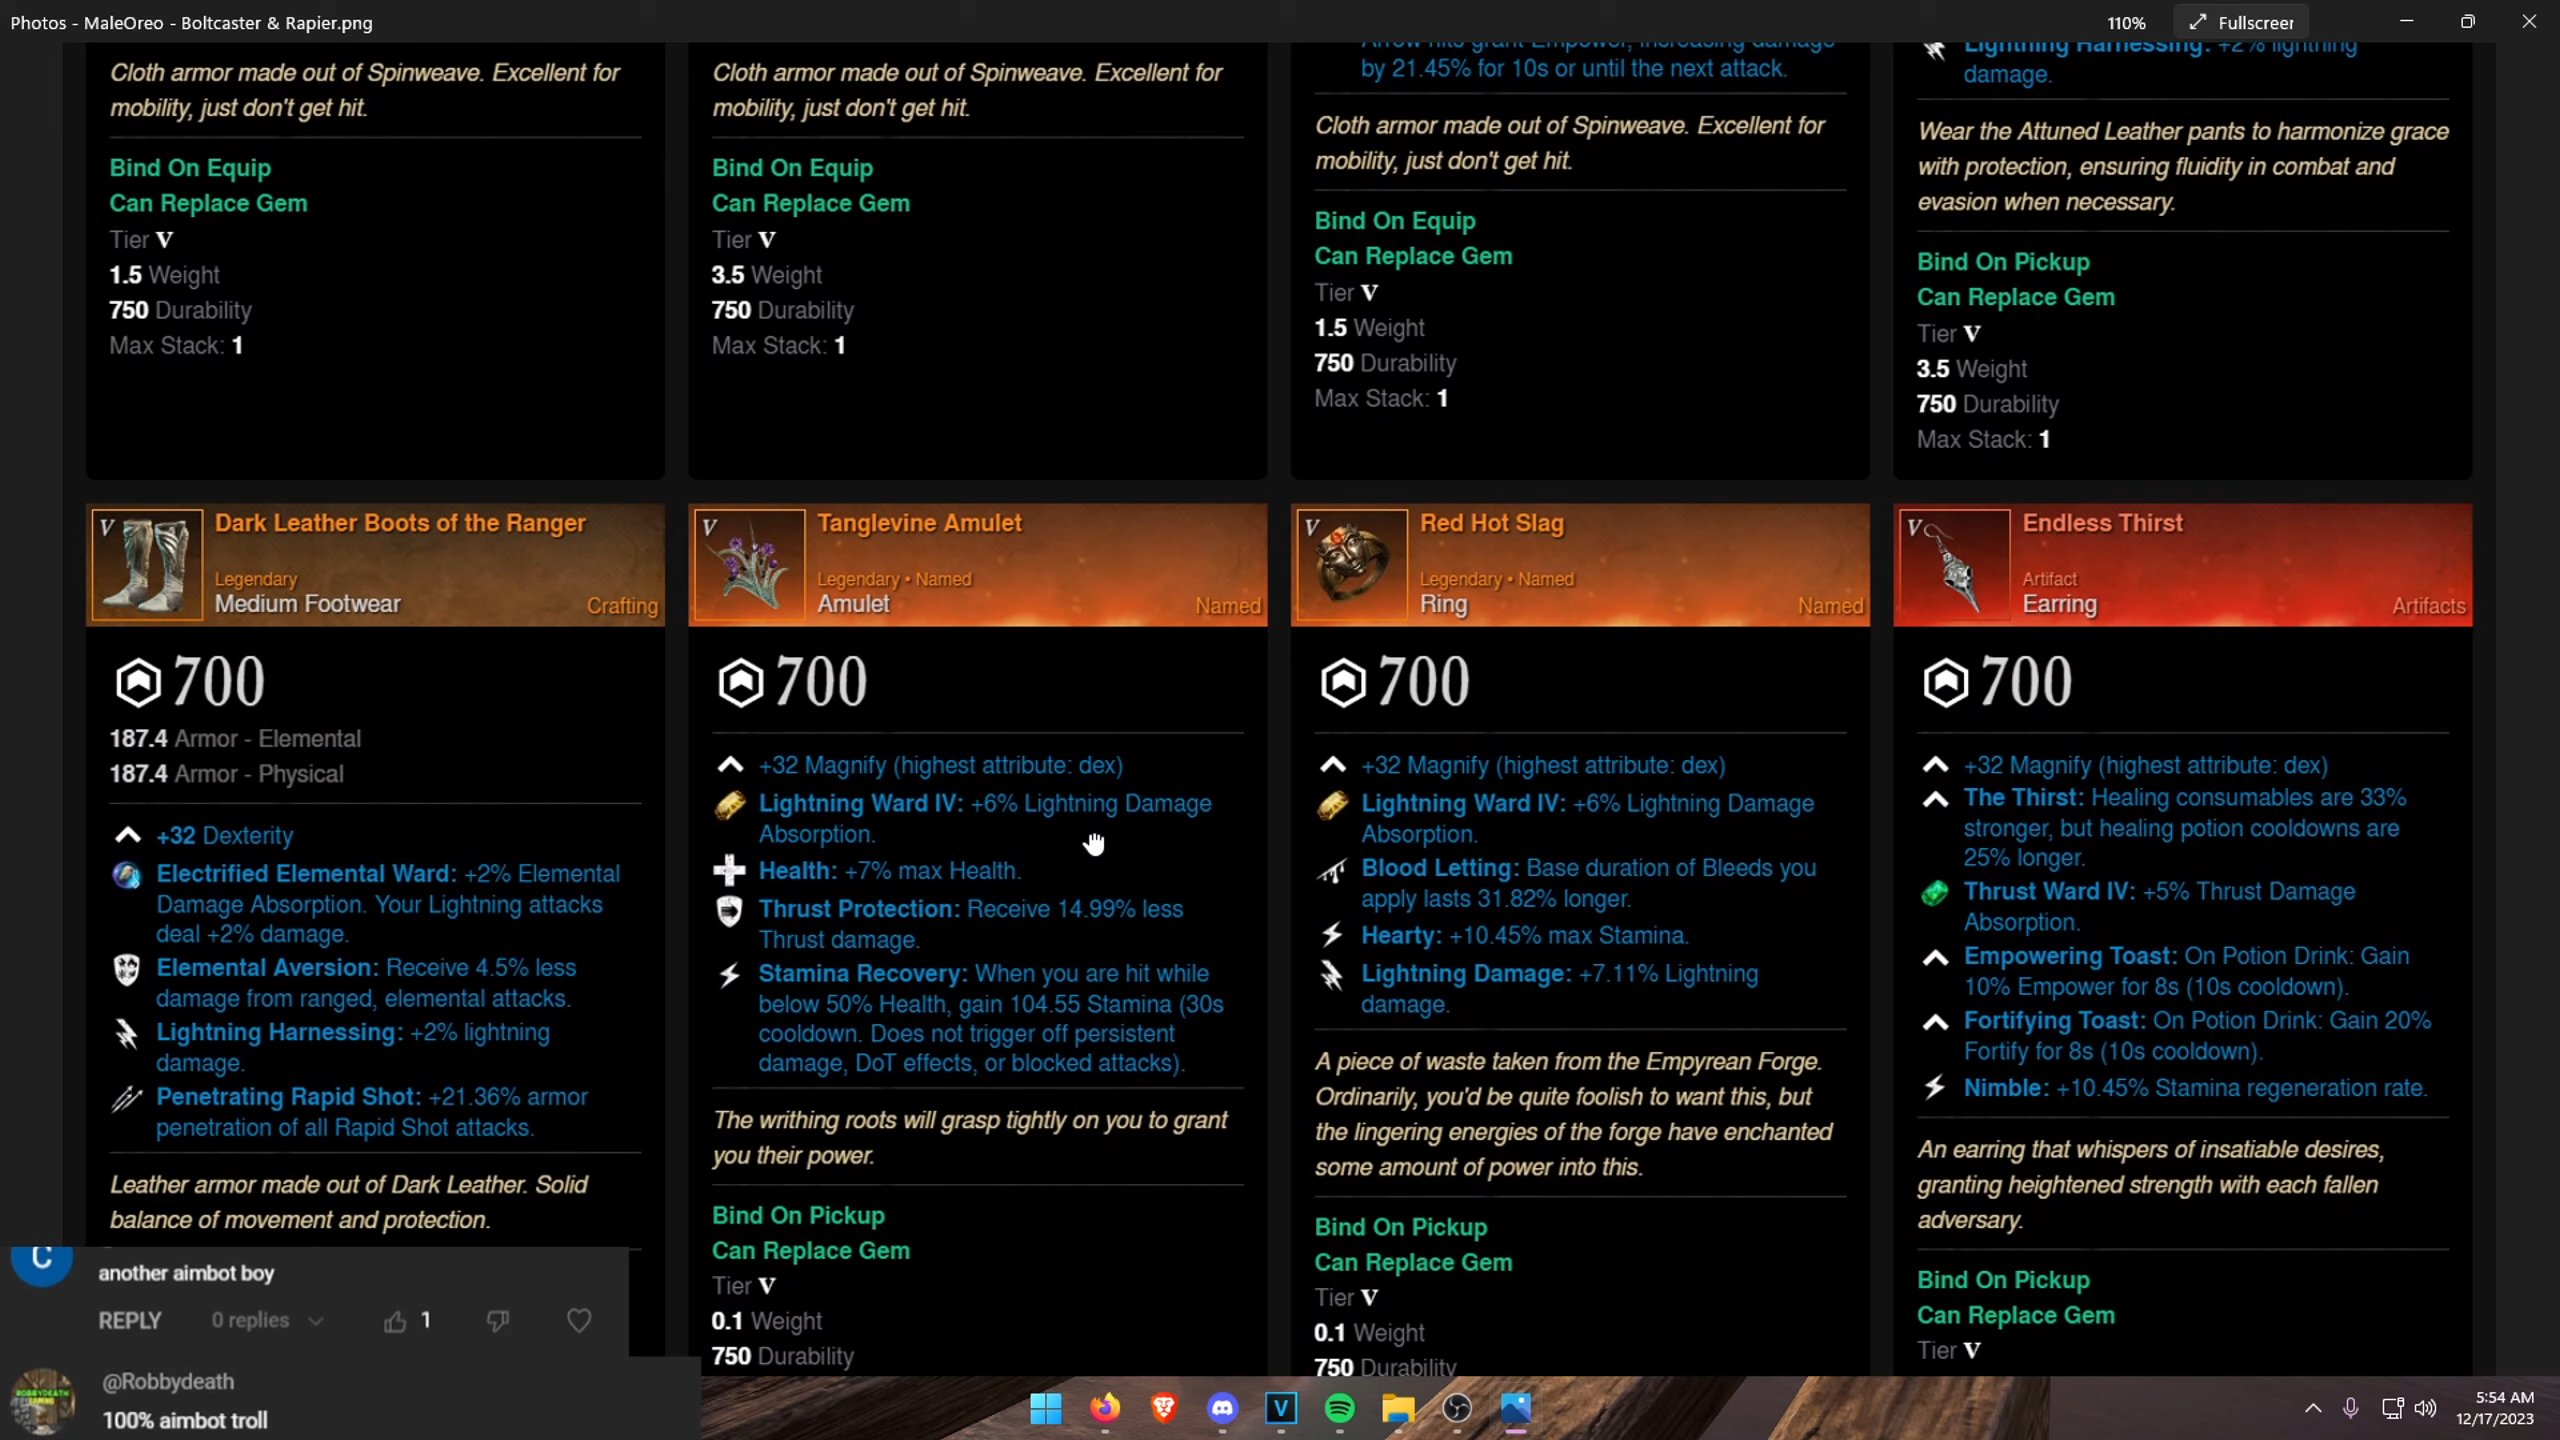 Photos - MaleOreo - Boltcaster & Rapier.png
110%
Fullscreen
Cloth armor made out of Spinweave. Excellent for
mobility, just don't get hit.
Bind On Equip
Can Replace Gem
Tier V
1.5 Weight
750 Durability
Max Stack: 1
Cloth armor made out of Spinweave. Excellent for
mobility, just don't get hit.
Bind On Equip
Can Replace Gem
Tier V
3.5 Weight
750 Durability
Max Stack: 1
Arrow hits grant Empower, increasing damage
by 21.45% for 10s or until the next attack.
Cloth armor made out of Spinweave. Excellent for
mobility, just don't get hit.
Bind On Equip
Can Replace Gem
Tier V
1.5 Weight
750 Durability
Max Stack: 1
Lightning Harnessing: +2% lightning
damage.
Wear the Attuned Leather pants to harmonize grace
with protection, ensuring fluidity in combat and
evasion when necessary.
Bind On Pickup
Can Replace Gem
Tier V
3.5 Weight
750 Durability
Max Stack: 1
V
Dark Leather Boots of the Ranger
Legendary
Medium Footwear
Crafting
700
187.4 Armor - Elemental
187.4 Armor - Physical
+32 Dexterity
Electrified Elemental Ward: +2% Elemental
Damage Absorption. Your Lightning attacks
deal +2% damage.
Elemental Aversion: Receive 4.5% less
damage from ranged, elemental attacks.
Lightning Harnessing: +2% lightning
damage.
Penetrating Rapid Shot: +21.36% armor
penetration of all Rapid Shot attacks.
Leather armor made out of Dark Leather. Solid
balance of movement and protection.
V
Tanglevine Amulet
Legendary • Named
Amulet
Named
700
+32 Magnify (highest attribute: dex)
Lightning Ward IV: +6% Lightning Damage
Absorption.
Health: +7% max Health.
Thrust Protection: Receive 14.99% less
Thrust damage.
Stamina Recovery: When you are hit while
below 50% Health, gain 104.55 Stamina (30s
cooldown. Does not trigger off persistent
damage, DoT effects, or blocked attacks).
The writhing roots will grasp tightly on you to grant
you their power.
Bind On Pickup
Can Replace Gem
Tier V
0.1 Weight
750 Durability
V
Red Hot Slag
Legendary • Named
Ring
Named
700
+32 Magnify (highest attribute: dex)
Lightning Ward IV: +6% Lightning Damage
Absorption.
Blood Letting: Base duration of Bleeds you
apply lasts 31.82% longer.
Hearty: +10.45% max Stamina.
Lightning Damage: +7.11% Lightning
damage.
A piece of waste taken from the Empyrean Forge.
Ordinarily, you'd be quite foolish to want this, but
the lingering energies of the forge have enchanted
some amount of power into this.
Bind On Pickup
Can Replace Gem
Tier V
0.1 Weight
750 Durability
V
Endless Thirst
Artifact
Earring
Artifacts
700
+32 Magnify (highest attribute: dex)
The Thirst: Healing consumables are 33%
stronger, but healing potion cooldowns are
25% longer.
Thrust Ward IV: +5% Thrust Damage
Absorption.
Empowering Toast: On Potion Drink: Gain
10% Empower for 8s (10s cooldown).
Fortifying Toast: On Potion Drink: Gain 20%
Fortify for 8s (10s cooldown).
Nimble: +10.45% Stamina regeneration rate.
An earring that whispers of insatiable desires,
granting heightened strength with each fallen
adversary.
Bind On Pickup
Can Replace Gem
Tier V
C
another aimbot boy
REPLY 0 replies 1
@Robbydeath
100% aimbot troll
V
5:54 AM
12/17/2023